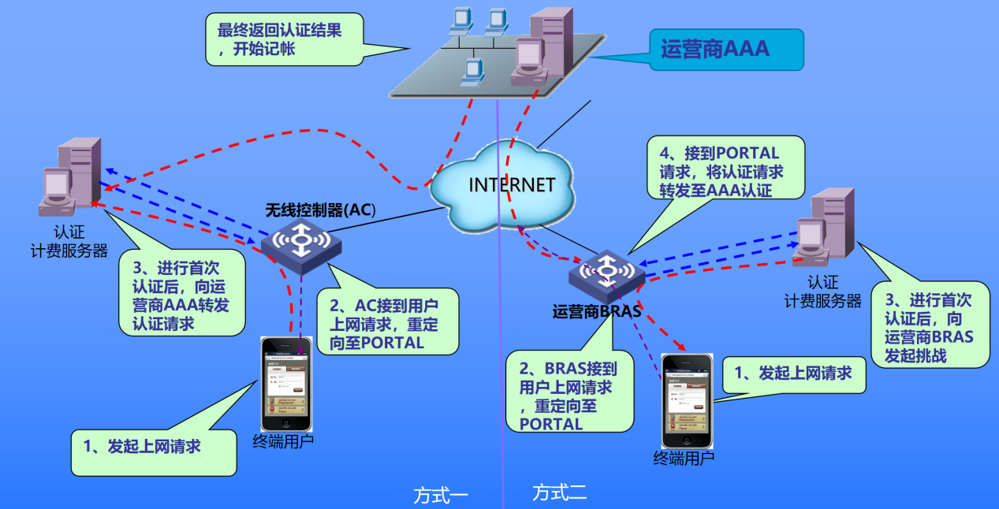 最终返回认证结果
，开始记帐
运营商AAA
4、接到PORTAL
请求，将认证请求
转发至AAA认证
INTERNET
无线控制器(AC)
认证
计费服务器
3、进行首次
认证后，向运
营商AAA转发
认证请求
2、AC接到用户
上网请求，重定
向至PORTAL
运营商BRAS
认证
计费服务器
3、进行首次
认证后，向
运营商BRAS
发起挑战
2、BRAS接到
用户上网请求
，重定向至
PORTAL
1、发起上网请求
1、发起上网请求
终端用户
终端用户
方式一
方式二